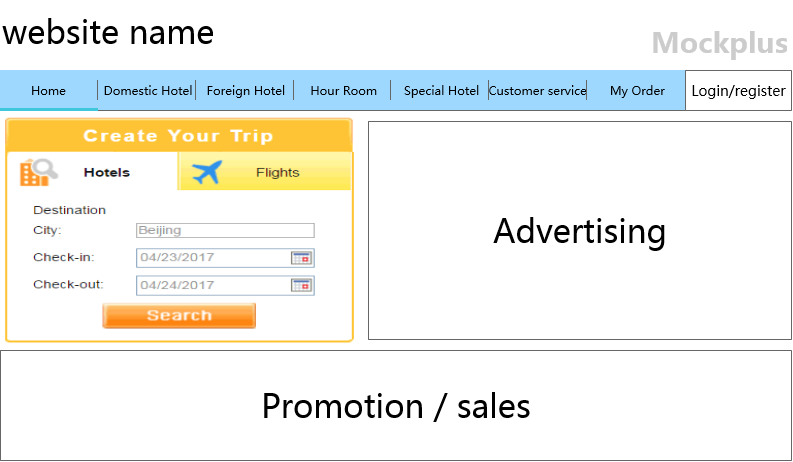 website name
Mockplus
Home Domestic Hotel Foreign Hotel Hour Room Special Hotel Customer service My Order Login/register
Create Your Trip
Hotels Flights
Destination
City: Beijing
Check-in: 04/23/2017
Check-out: 04/24/2017
Search
Advertising
Promotion / sales